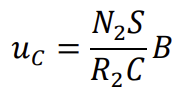 u_C = \frac{N_2 S}{R_2 C} B